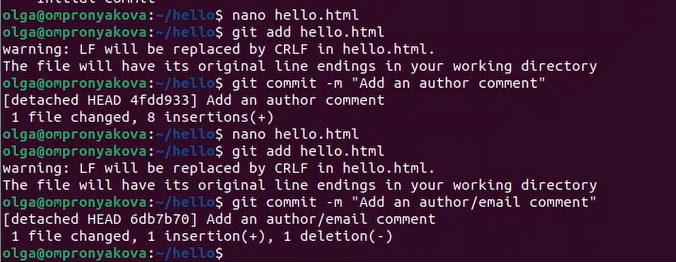 olga@ompronyakova:~/hello$ nano hello.html
olga@ompronyakova:~/hello$ git add hello.html
warning: LF will be replaced by CRLF in hello.html.
The file will have its original line endings in your working directory
olga@ompronyakova:~/hello$ git commit -m "Add an author comment"
[detached HEAD 4fdd933] Add an author comment
 1 file changed, 8 insertions(+)
olga@ompronyakova:~/hello$ nano hello.html
olga@ompronyakova:~/hello$ git add hello.html
warning: LF will be replaced by CRLF in hello.html.
The file will have its original line endings in your working directory
olga@ompronyakova:~/hello$ git commit -m "Add an author/email comment"
[detached HEAD 6db7b70] Add an author/email comment
 1 file changed, 1 insertion(+), 1 deletion(-)
olga@ompronyakova:~/hello$